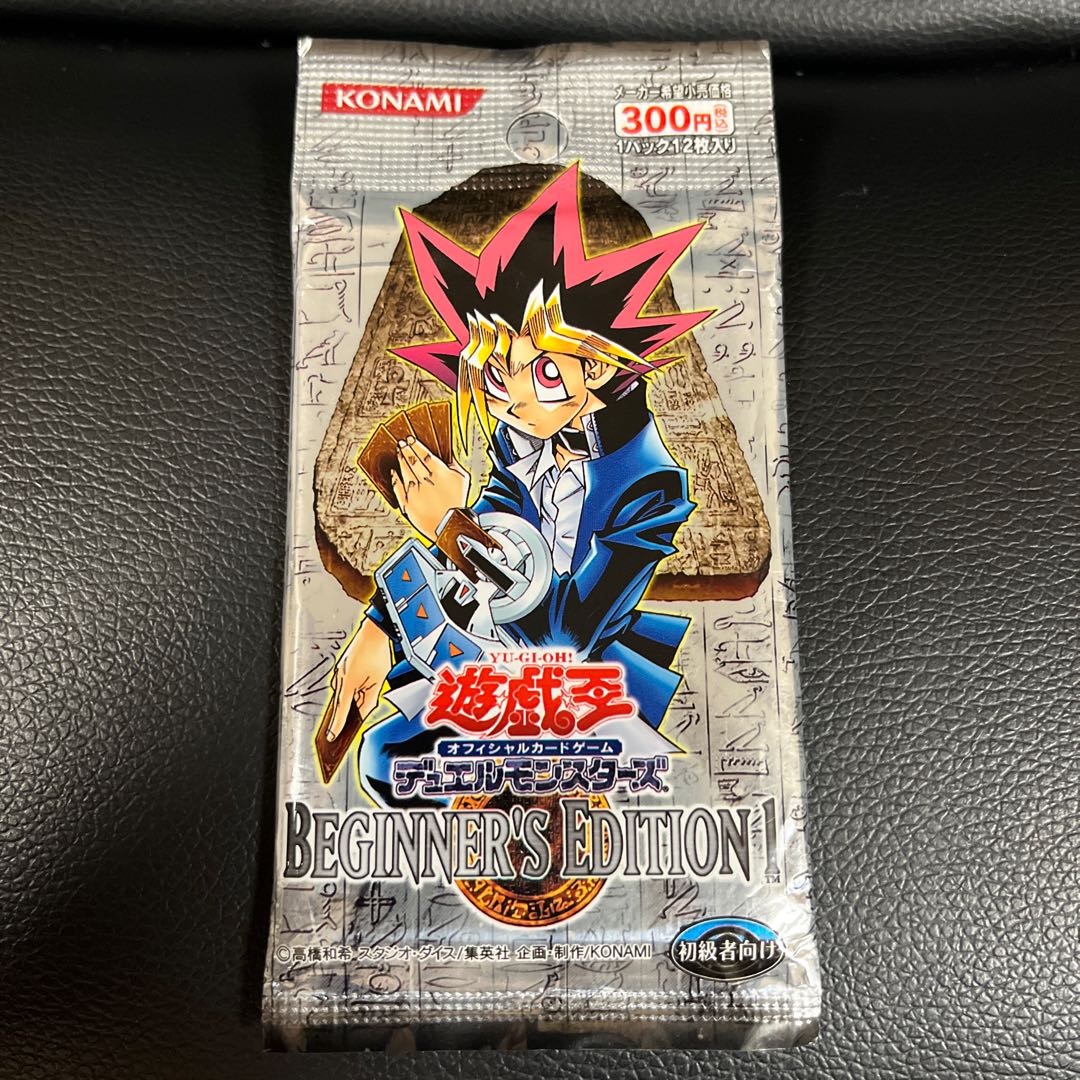 KONAMI
メーカー希望小売価格
300円(税込)
1パック12枚入り
YU-GI-OH!
遊戯王
オフィシャルカードゲーム
デュエルモンスターズ
BEGINNER'S EDITION 1
TM
©高橋和希 スタジオ・ダイス/集英社 企画・制作/KONAMI
初級者向け